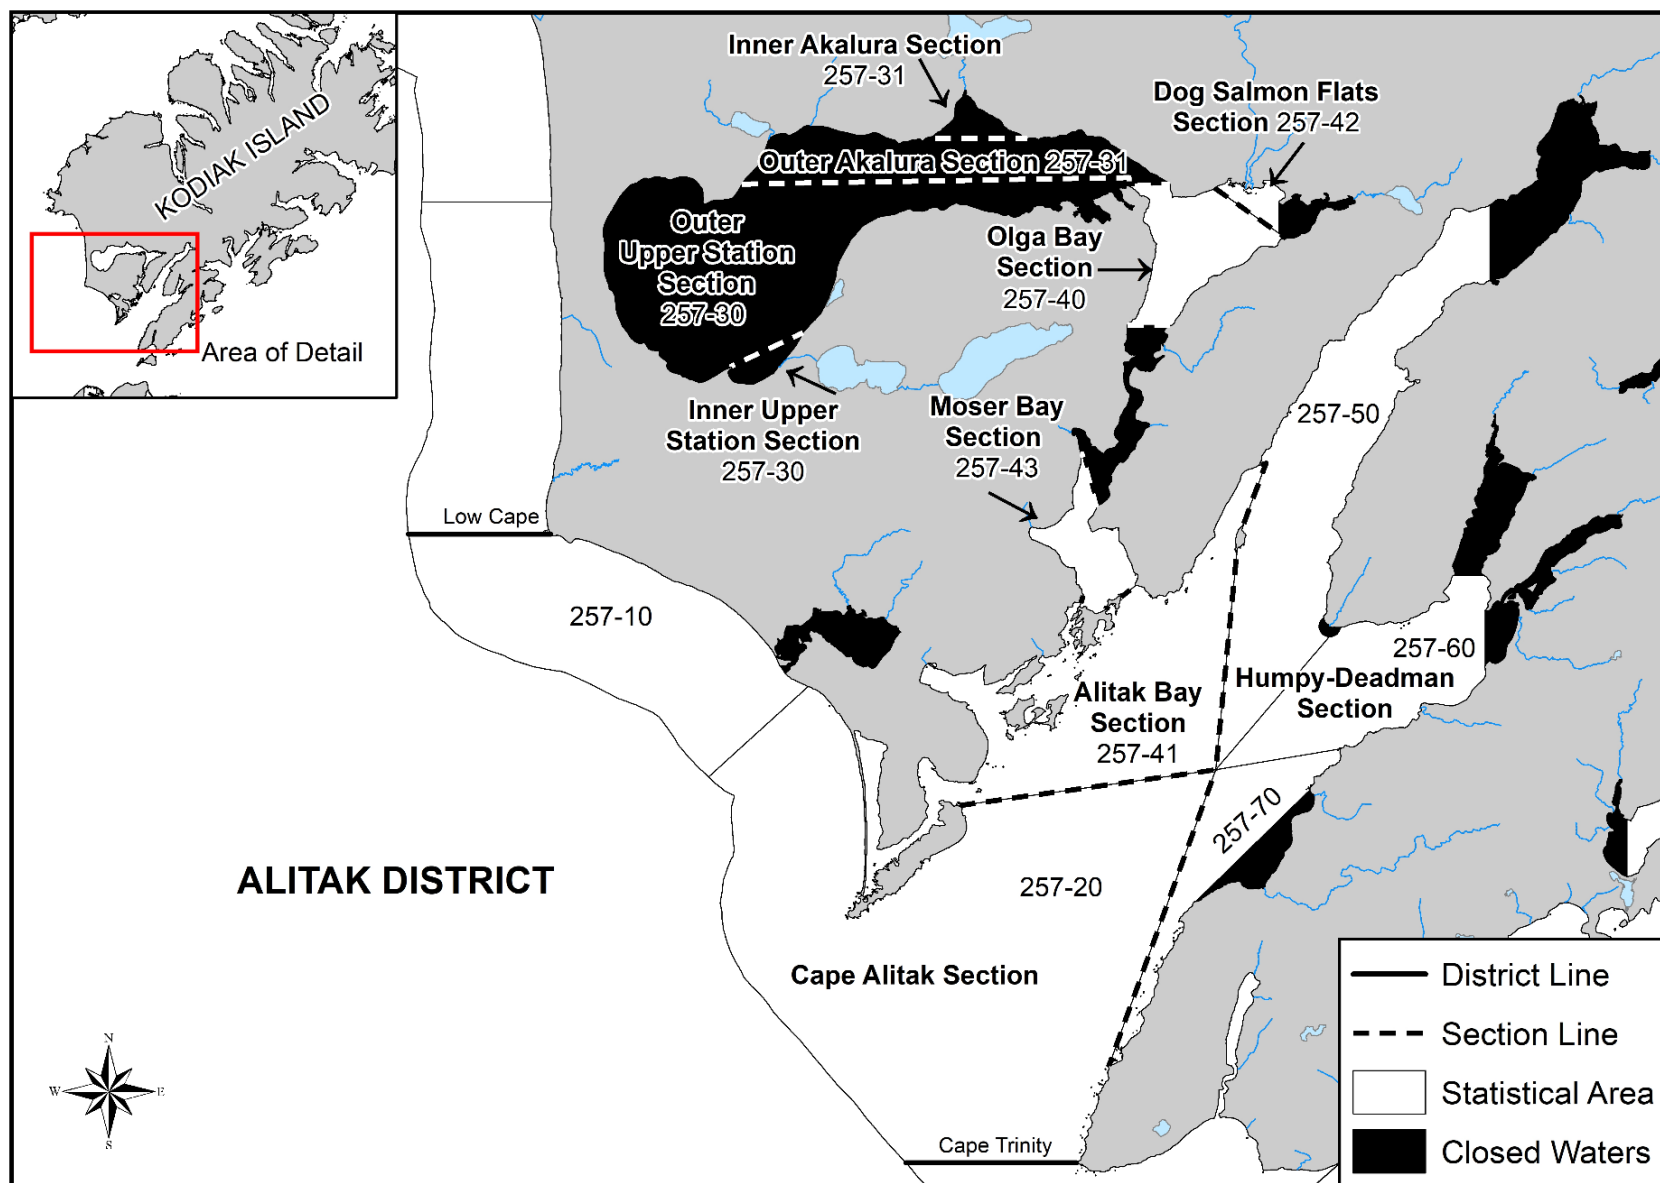 KODIAK ISLAND
Area of Detail
Inner Akalura Section
257-31
Dog Salmon Flats
Section 257-42
Outer Akalura Section 257-31
Outer
Upper Station
Section
257-30
Olga Bay
Section
257-40
Inner Upper
Station Section
257-30
Moser Bay
Section
257-43
257-50
Low Cape
257-10
257-60
Humpy-Deadman
Section
Alitak Bay
Section
257-41
257-70
257-20
ALITAK DISTRICT
Cape Alitak Section
Cape Trinity
N
W
E
S
District Line
Section Line
Statistical Area
Closed Waters